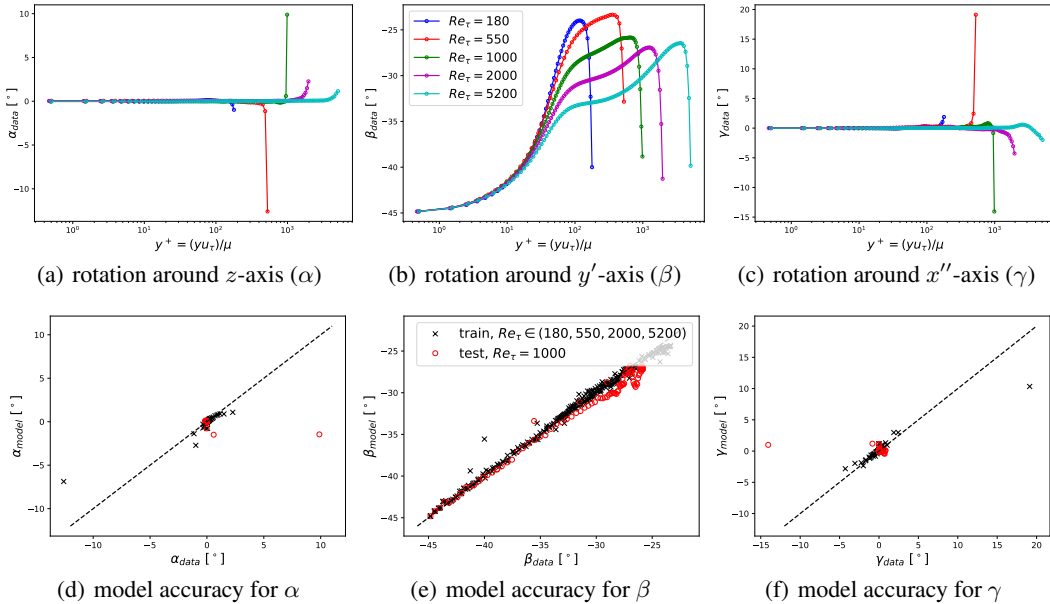 10
5
0
−5
−10
α_data [°]
10^0
10^1
10^2
10^3
y^+ = (yu_τ)/μ
(a) rotation around z-axis (α)
−25
−30
−35
−40
−45
β_data [°]
Re_τ = 180
Re_τ = 550
Re_τ = 1000
Re_τ = 2000
Re_τ = 5200
10^0
10^1
10^2
10^3
y^+ = (yu_τ)/μ
(b) rotation around y′-axis (β)
20
15
10
5
0
−5
−10
−15
γ_data [°]
10^0
10^1
10^2
10^3
y^+ = (yu_τ)/μ
(c) rotation around x′′-axis (γ)
10
5
0
−5
−10
α_model [°]
−10
−5
0
5
10
α_data [°]
(d) model accuracy for α
−25
−30
−35
−40
−45
β_model [°]
train, Re_τ ∈ (180, 550, 2000, 5200)
test, Re_τ = 1000
−45
−40
−35
−30
−25
β_data [°]
(e) model accuracy for β
20
15
10
5
0
−5
−10
γ_model [°]
−15
−10
−5
0
5
10
15
20
γ_data [°]
(f) model accuracy for γ